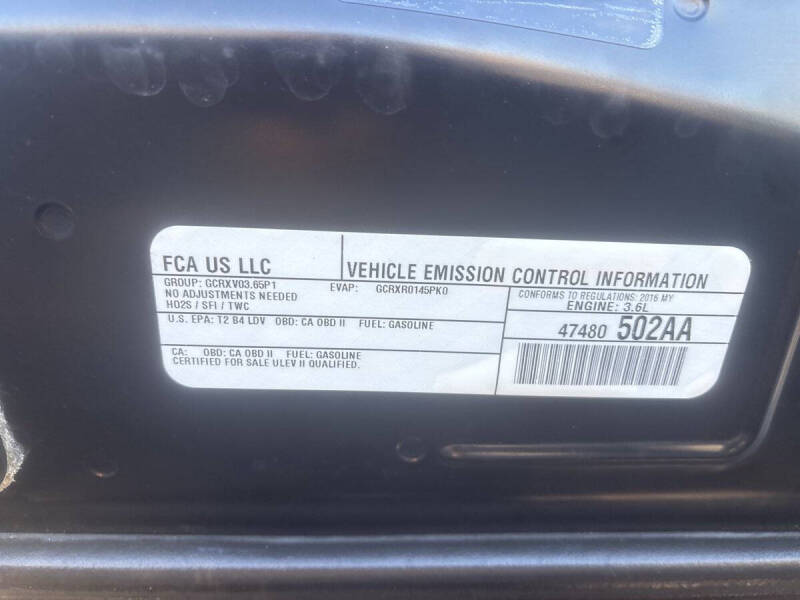 FCA US LLC
VEHICLE EMISSION CONTROL INFORMATION
GROUP: GCRXV03.65P1 EVAP: GCRXR0145PK0
NO ADJUSTMENTS NEEDED
HO2S / SFI / TWC
CONFORMS TO REGULATIONS: 2016 MY
ENGINE: 3.6L
U.S. EPA: T2 B4 LDV OBD: CA OBD II FUEL: GASOLINE
47480 502AA
CA: OBD: CA OBD II FUEL: GASOLINE
CERTIFIED FOR SALE ULEV II QUALIFIED.